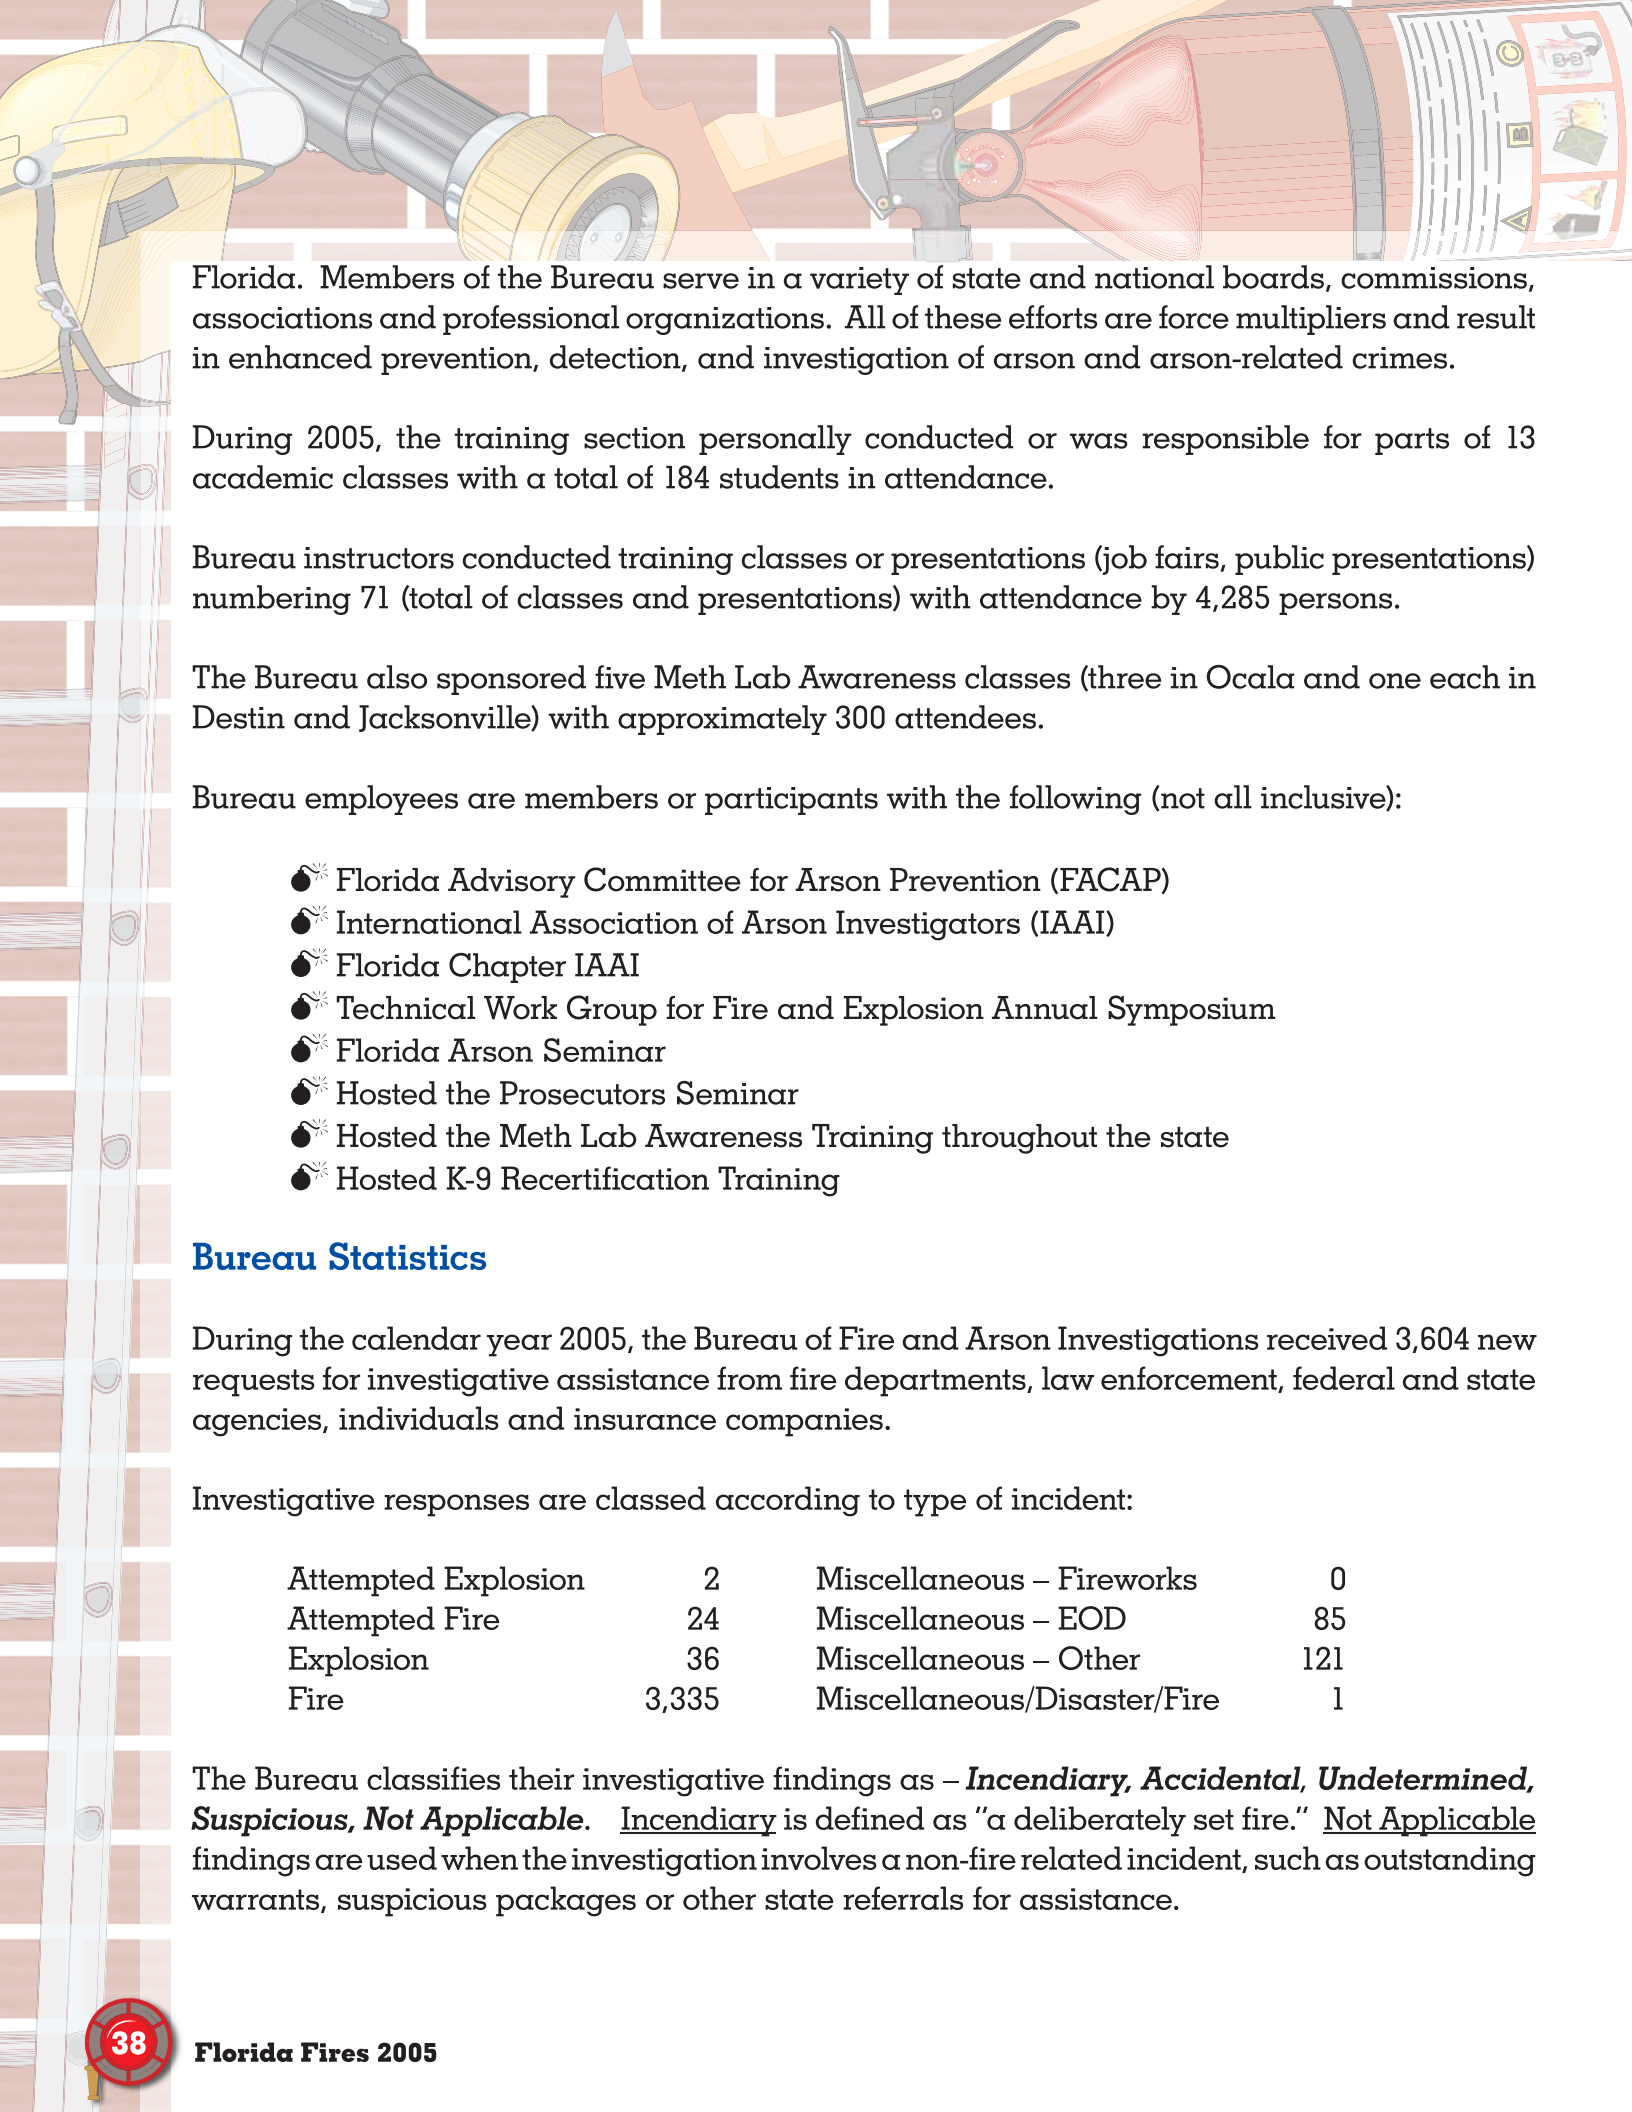 C
B
A
Florida.  Members of the Bureau serve in a variety of state and national boards, commissions,
associations and professional organizations.  All of these efforts are force multipliers and result
in enhanced prevention, detection, and investigation of arson and arson-related crimes.
During 2005, the training section personally conducted or was responsible for parts of 13
academic classes with a total of 184 students in attendance.
Bureau instructors conducted training classes or presentations (job fairs, public presentations)
numbering 71 (total of classes and presentations) with attendance by 4,285 persons.
The Bureau also sponsored five Meth Lab Awareness classes (three in Ocala and one each in
Destin and Jacksonville) with approximately 300 attendees.
Bureau employees are members or participants with the following (not all inclusive):
💣 Florida Advisory Committee for Arson Prevention (FACAP)
💣 International Association of Arson Investigators (IAAI)
💣 Florida Chapter IAAI
💣 Technical Work Group for Fire and Explosion Annual Symposium
💣 Florida Arson Seminar
💣 Hosted the Prosecutors Seminar
💣 Hosted the Meth Lab Awareness Training throughout the state
💣 Hosted K-9 Recertification Training
Bureau Statistics
During the calendar year 2005, the Bureau of Fire and Arson Investigations received 3,604 new
requests for investigative assistance from fire departments, law enforcement, federal and state
agencies, individuals and insurance companies.
Investigative responses are classed according to type of incident:
Attempted Explosion 2 Miscellaneous – Fireworks 0
Attempted Fire 24 Miscellaneous – EOD 85
Explosion 36 Miscellaneous – Other 121
Fire 3,335 Miscellaneous/Disaster/Fire 1
The Bureau classifies their investigative findings as – Incendiary, Accidental, Undetermined,
Suspicious, Not Applicable.  Incendiary is defined as "a deliberately set fire."  Not Applicable
findings are used when the investigation involves a non-fire related incident, such as outstanding
warrants, suspicious packages or other state referrals for assistance.
38 Florida Fires 2005